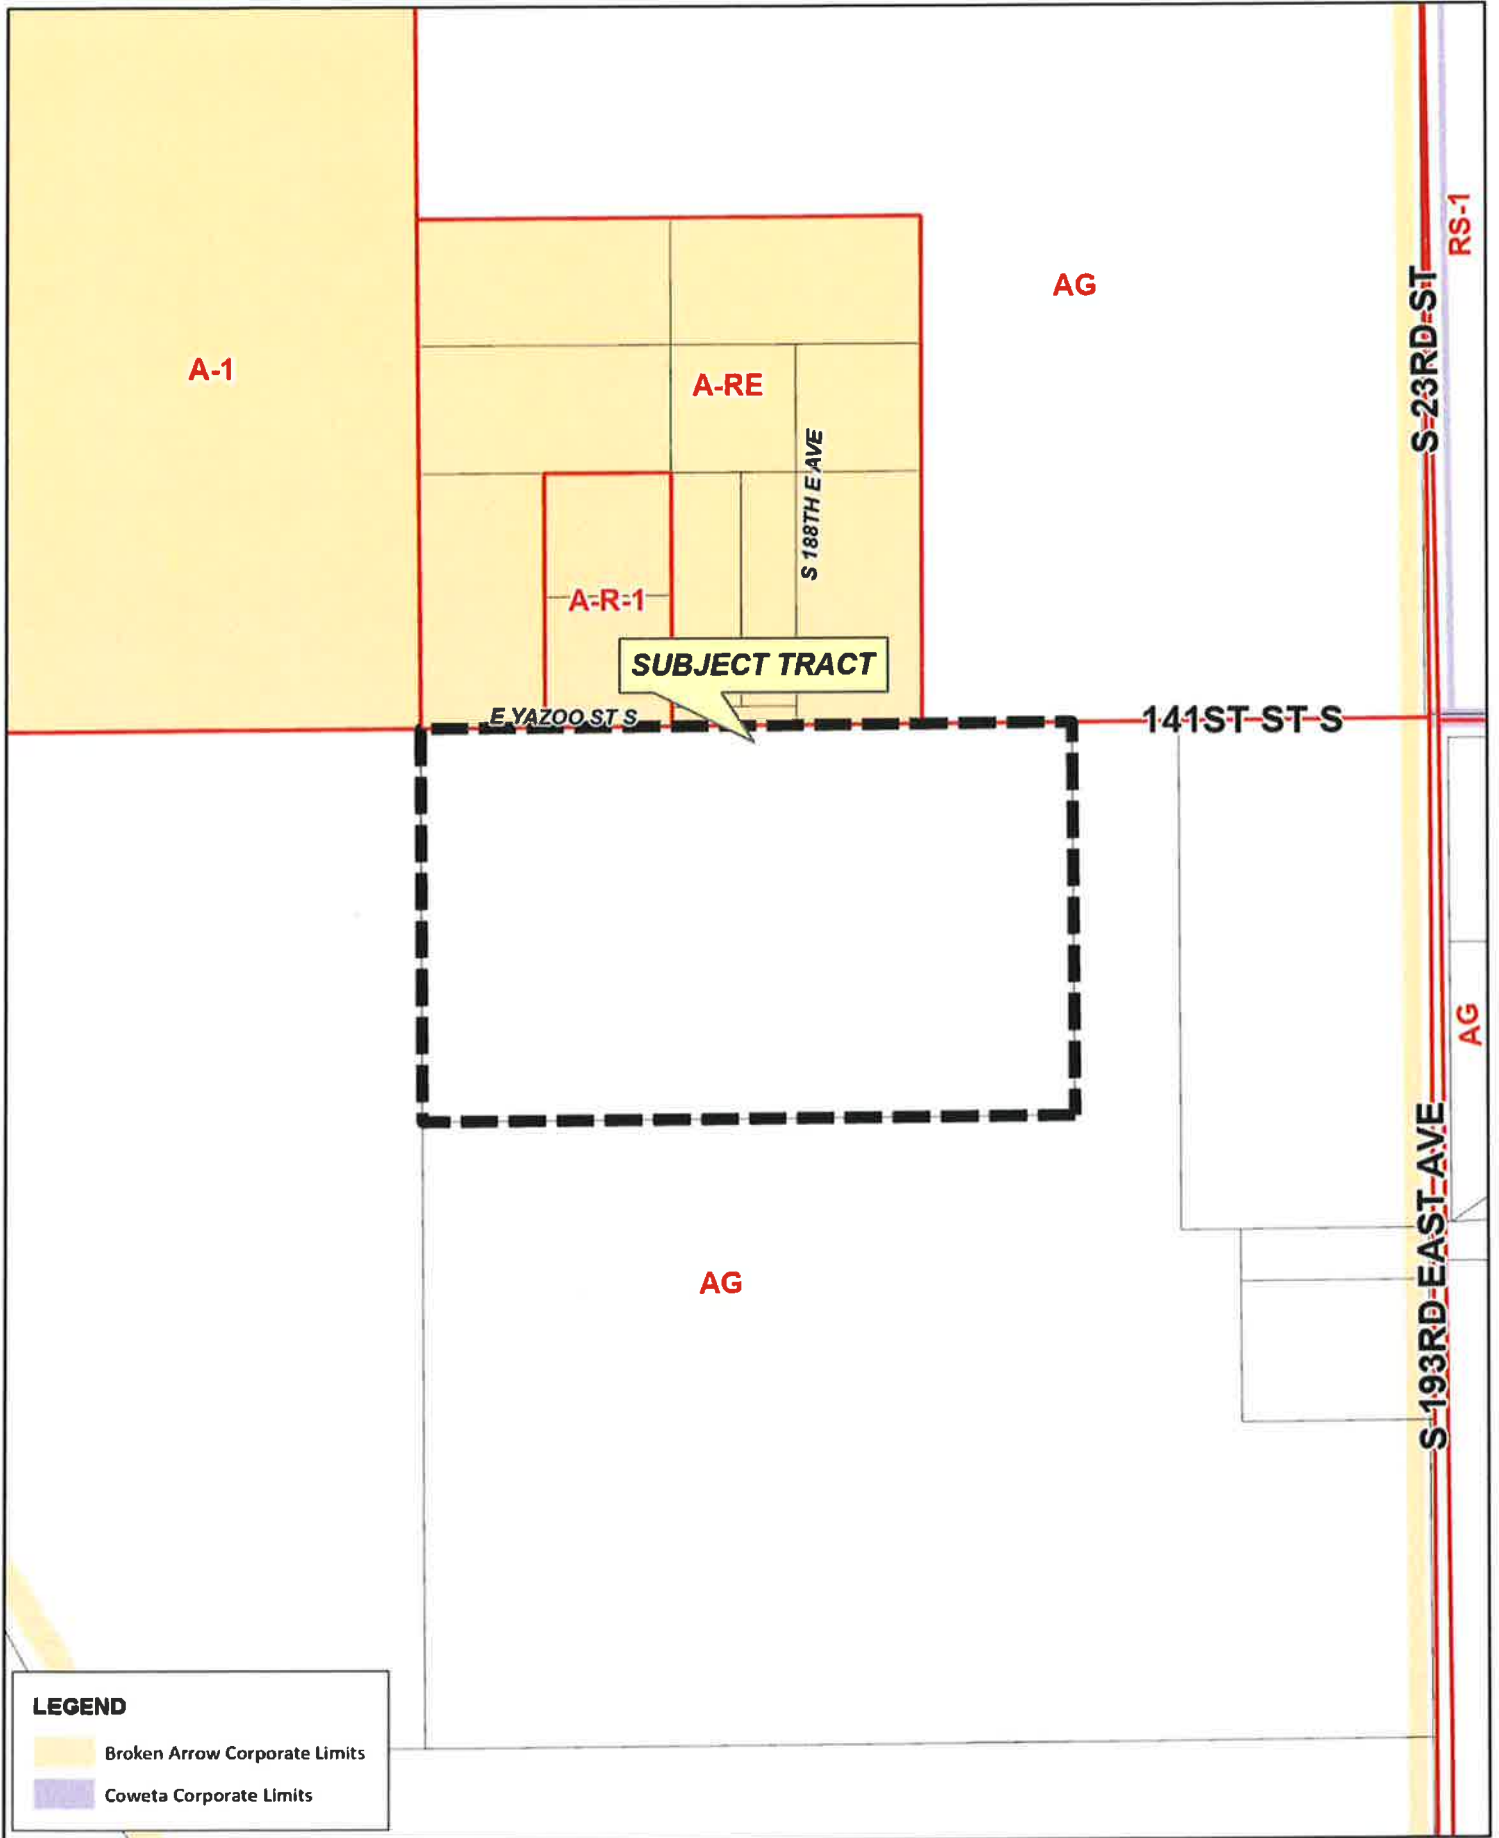 RS-1
AG
S 23RD ST
A-1
A-RE
S 188TH E AVE
A-R-1
SUBJECT TRACT
E YAZOO ST S
141ST ST S
AG
S 193RD EAST AVE
AG
LEGEND
Broken Arrow Corporate Limits
Coweta Corporate Limits